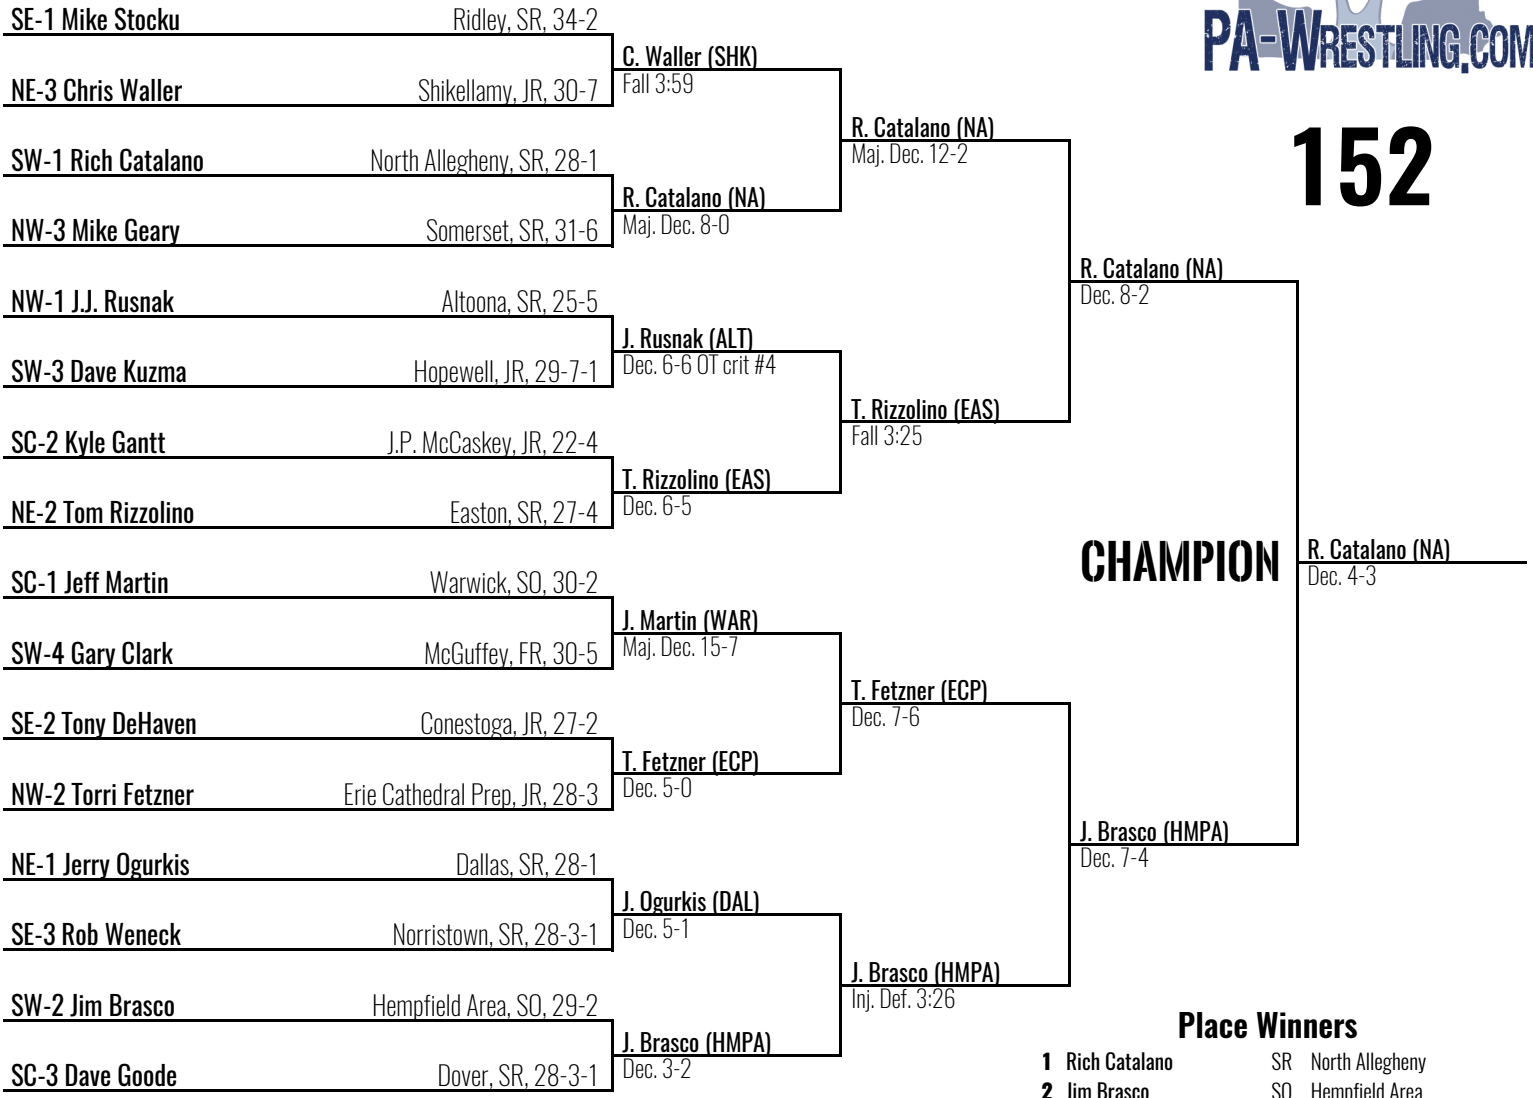 SE-1 Mike Stocku Ridley, SR, 34-2
NE-3 Chris Waller Shikellamy, JR, 30-7
SW-1 Rich Catalano North Allegheny, SR, 28-1
NW-3 Mike Geary Somerset, SR, 31-6
NW-1 J.J. Rusnak Altoona, SR, 25-5
SW-3 Dave Kuzma Hopewell, JR, 29-7-1
SC-2 Kyle Gantt J.P. McCaskey, JR, 22-4
NE-2 Tom Rizzolino Easton, SR, 27-4
SC-1 Jeff Martin Warwick, SO, 30-2
SW-4 Gary Clark McGuffey, FR, 30-5
SE-2 Tony DeHaven Conestoga, JR, 27-2
NW-2 Torri Fetzner Erie Cathedral Prep, JR, 28-3
NE-1 Jerry Ogurkis Dallas, SR, 28-1
SE-3 Rob Weneck Norristown, SR, 28-3-1
SW-2 Jim Brasco Hempfield Area, SO, 29-2
SC-3 Dave Goode Dover, SR, 28-3-1
C. Waller (SHK)
Fall 3:59
R. Catalano (NA)
Maj. Dec. 8-0
J. Rusnak (ALT)
Dec. 6-6 OT crit #4
T. Rizzolino (EAS)
Dec. 6-5
J. Martin (WAR)
Maj. Dec. 15-7
T. Fetzner (ECP)
Dec. 5-0
J. Ogurkis (DAL)
Dec. 5-1
J. Brasco (HMPA)
Dec. 3-2
R. Catalano (NA)
Maj. Dec. 12-2
T. Rizzolino (EAS)
Fall 3:25
T. Fetzner (ECP)
Dec. 7-6
J. Brasco (HMPA)
Inj. Def. 3:26
R. Catalano (NA)
Dec. 8-2
J. Brasco (HMPA)
Dec. 7-4
CHAMPION
R. Catalano (NA)
Dec. 4-3
PA-WRESTLING.COM
152
Place Winners
1 Rich Catalano SR North Allegheny
2 Jim Brasco SO Hempfield Area